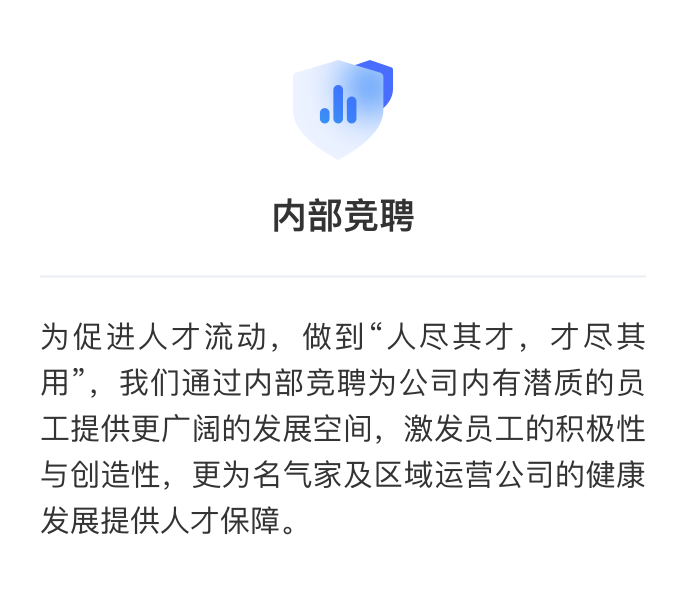 内部竞聘
为促进人才流动，做到“人尽其才，才尽其
用”，我们通过内部竞聘为公司内有潜质的员
工提供更广阔的发展空间，激发员工的积极性
与创造性，更为名气家及区域运营公司的健康
发展提供人才保障。